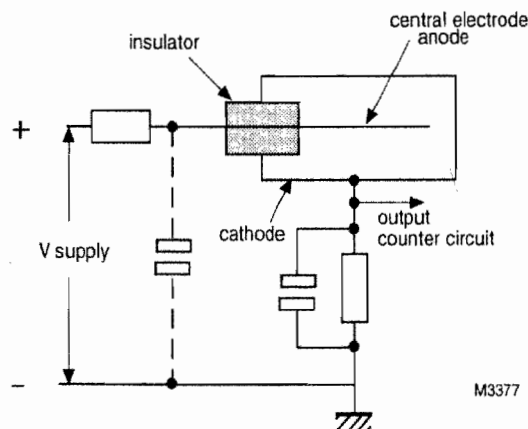 central electrode
anode
insulator
+
cathode
output
counter circuit
V supply
−
M3377